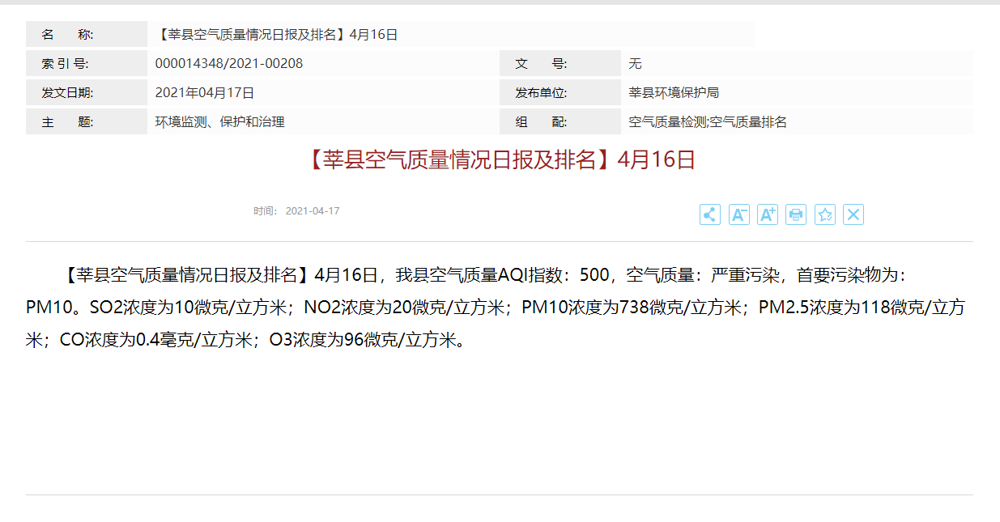 名 称: 【莘县空气质量情况日报及排名】4月16日
索 引 号: 000014348/2021-00208 文 号: 无
发文日期: 2021年04月17日 发布单位: 莘县环境保护局
主 题: 环境监测、保护和治理 组 配: 空气质量检测;空气质量排名
【莘县空气质量情况日报及排名】4月16日
时间： 2021-04-17
A- A+
【莘县空气质量情况日报及排名】4月16日，我县空气质量AQI指数：500，空气质量：严重污染，首要污染物为：
PM10。SO2浓度为10微克/立方米；NO2浓度为20微克/立方米；PM10浓度为738微克/立方米；PM2.5浓度为118微克/立方
米；CO浓度为0.4毫克/立方米；O3浓度为96微克/立方米。